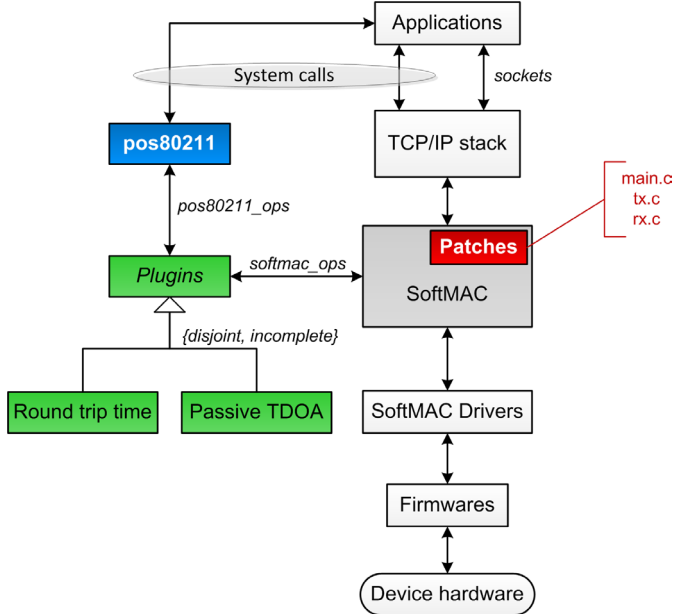 Applications
System calls
sockets
pos80211
TCP/IP stack
main.c
tx.c
rx.c
pos80211_ops
Patches
Plugins
softmac_ops
SoftMAC
{disjoint, incomplete}
Round trip time
Passive TDOA
SoftMAC Drivers
Firmwares
Device hardware